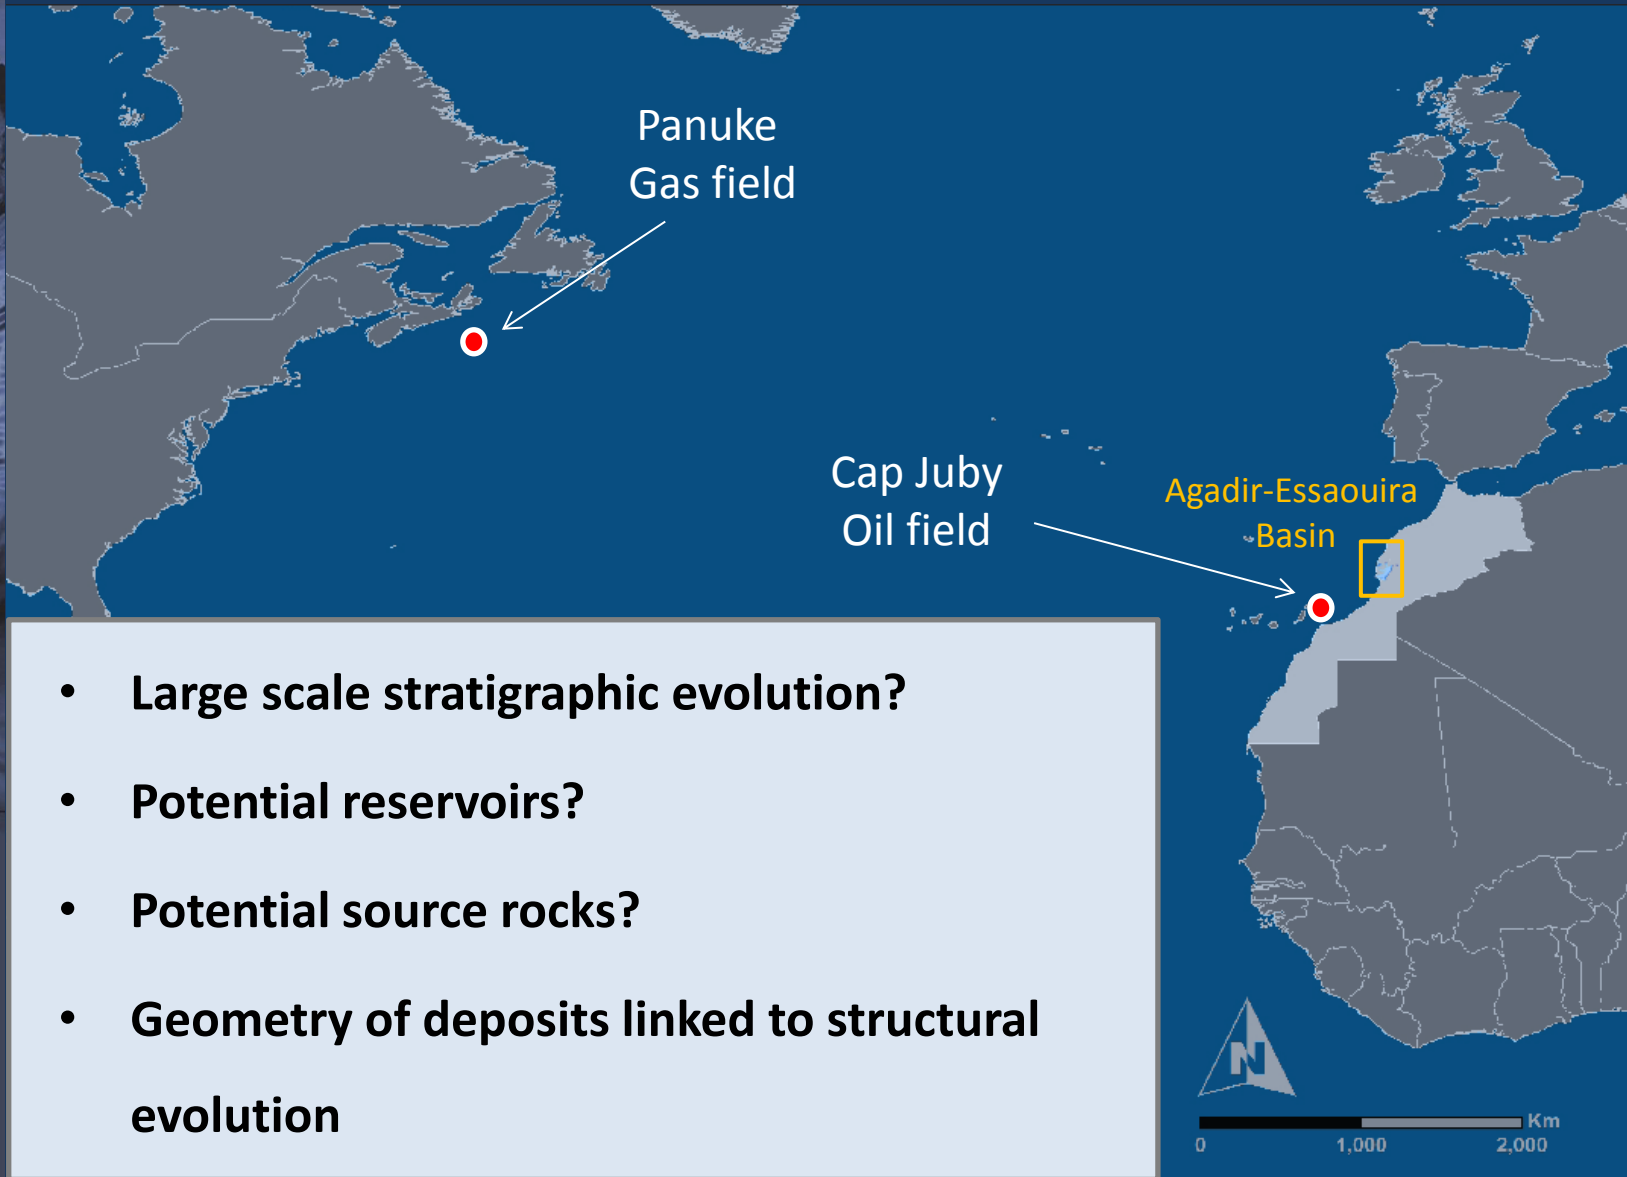 Panuke
Gas field
Cap Juby
Oil field
Agadir-Essaouira
Basin
• Large scale stratigraphic evolution?
• Potential reservoirs?
• Potential source rocks?
• Geometry of deposits linked to structural
evolution
N
Km
0 1,000 2,000